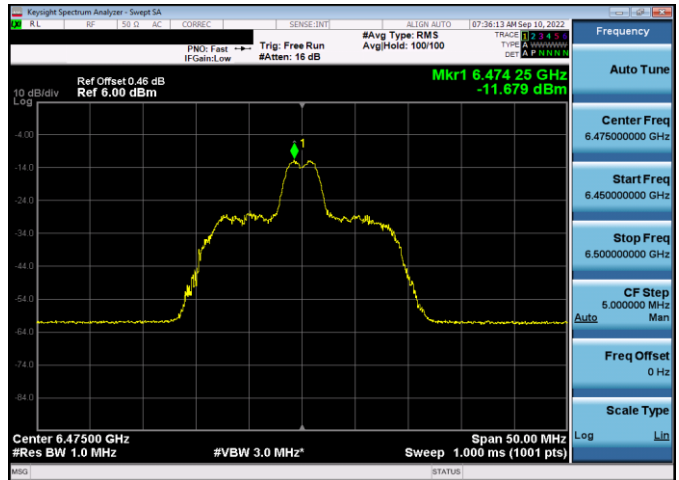 Keysight Spectrum Analyzer - Swept SA
RL RF 50 Ω AC CORREC SENSE:INT ALIGN AUTO 07:36:13 AM Sep 10, 2022
PNO: Fast
IFGain:Low
Trig: Free Run
#Atten: 16 dB
#Avg Type: RMS
Avg|Hold: 100/100
TRACE 1 2 3 4 5 6
TYPE A WWWWW
DET A P N N N N
Mkr1 6.474 25 GHz
-11.679 dBm
Ref Offset 0.46 dB
10 dB/div Ref 6.00 dBm
Log
1
-4.00
-14.0
-24.0
-34.0
-44.0
-54.0
-64.0
-74.0
-84.0
Center 6.47500 GHz Span 50.00 MHz
#Res BW 1.0 MHz #VBW 3.0 MHz* Sweep 1.000 ms (1001 pts)
MSG STATUS
Frequency
Auto Tune
Center Freq
6.475000000 GHz
Start Freq
6.450000000 GHz
Stop Freq
6.500000000 GHz
CF Step
5.000000 MHz
Auto Man
Freq Offset
0 Hz
Scale Type
Log Lin